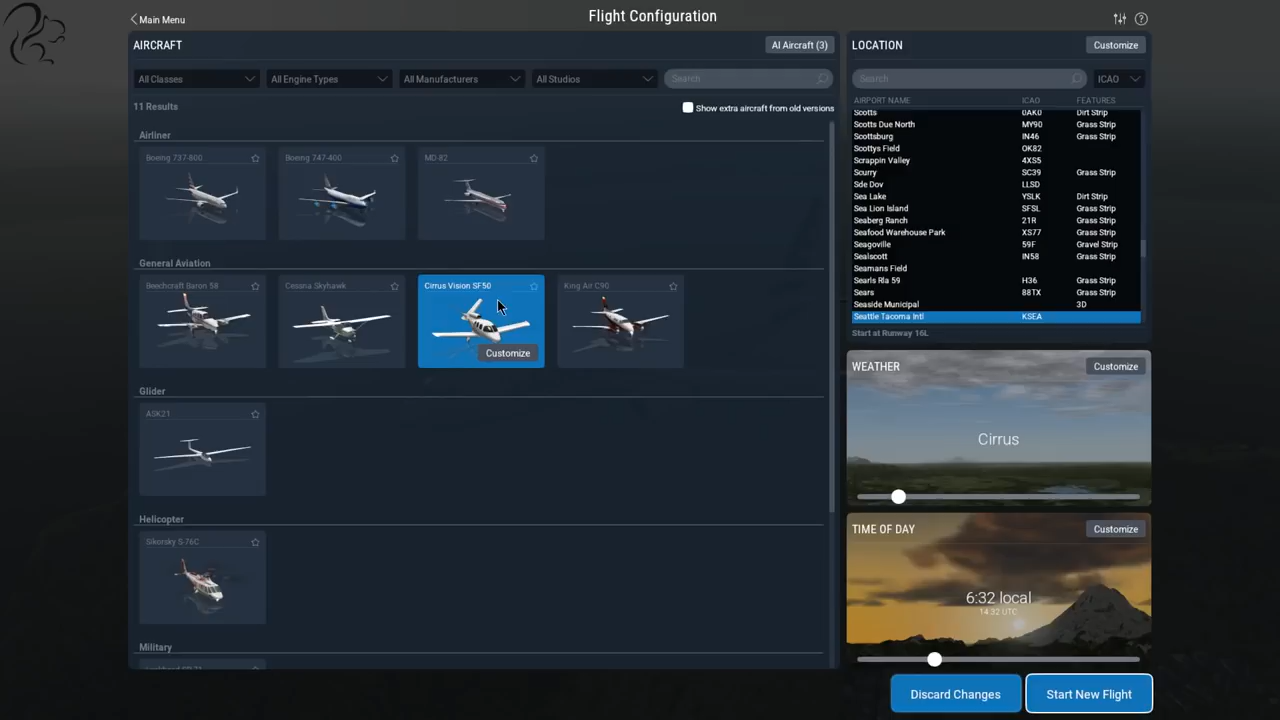 Main Menu
Flight Configuration
AIRCRAFT
AI Aircraft (3)
All Classes
All Engine Types
All Manufacturers
All Studios
Search
11 Results
Show extra aircraft from old versions
Airliner
Boeing 737-800
Boeing 747-400
MD-82
General Aviation
Beechcraft Baron 58
Cessna Skyhawk
Cirrus Vision SF50
King Air C90
Customize
Glider
ASK21
Helicopter
Sikorsky S-76C
Military
LOCATION
Customize
Search
ICAO
AIRPORT NAME ICAO FEATURES
Scotts 0AK0 Dirt Strip
Scotts Due North MY90 Grass Strip
Scottsburg IN46 Grass Strip
Scottys Field OK82
Scrappin Valley 4XS5
Scurry SC39 Grass Strip
Sde Dov LLSD
Sea Lake YSLK Dirt Strip
Sea Lion Island SFSL Grass Strip
Seaberg Ranch 21R Grass Strip
Seafood Warehouse Park XS77 Grass Strip
Seagoville 59F Gravel Strip
Sealscott IN58 Grass Strip
Seamans Field
Searls Rla 59 H36 Grass Strip
Sears 88TX Grass Strip
Seaside Municipal 3D
Seattle Tacoma Intl KSEA
Start at Runway 16L
WEATHER
Customize
Cirrus
TIME OF DAY
Customize
6:32 local
14:32 UTC
Discard Changes
Start New Flight